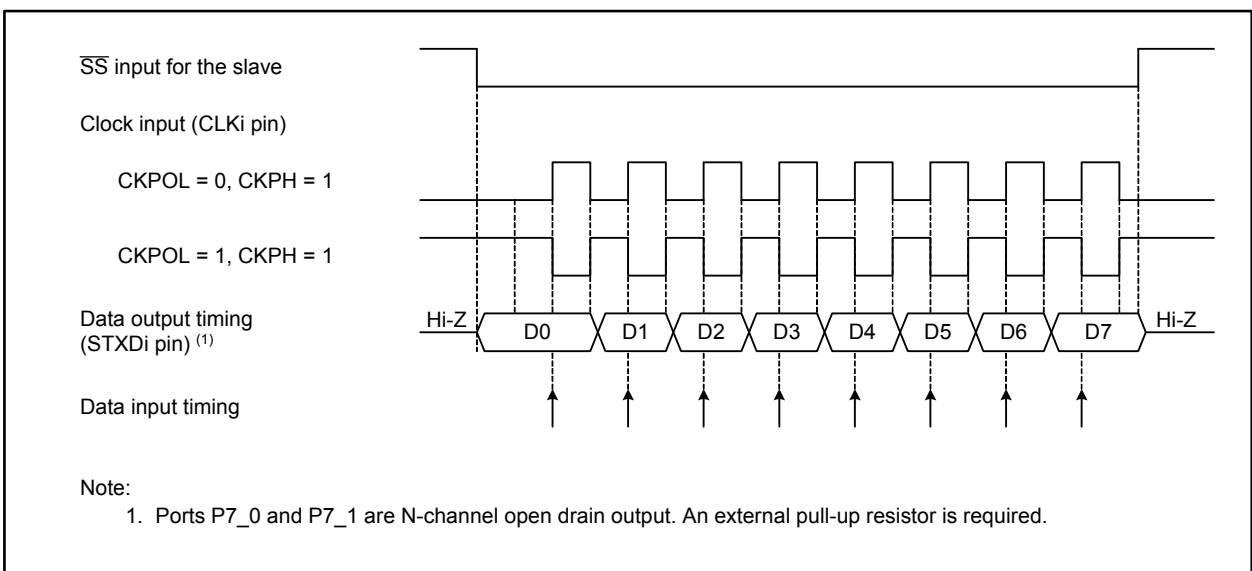 SS input for the slave
Clock input (CLKi pin)
CKPOL = 0, CKPH = 1
CKPOL = 1, CKPH = 1
Data output timing
(STXDi pin) (1)
Hi-Z D0 D1 D2 D3 D4 D5 D6 D7 Hi-Z
Data input timing
Note:
1. Ports P7_0 and P7_1 are N-channel open drain output. An external pull-up resistor is required.